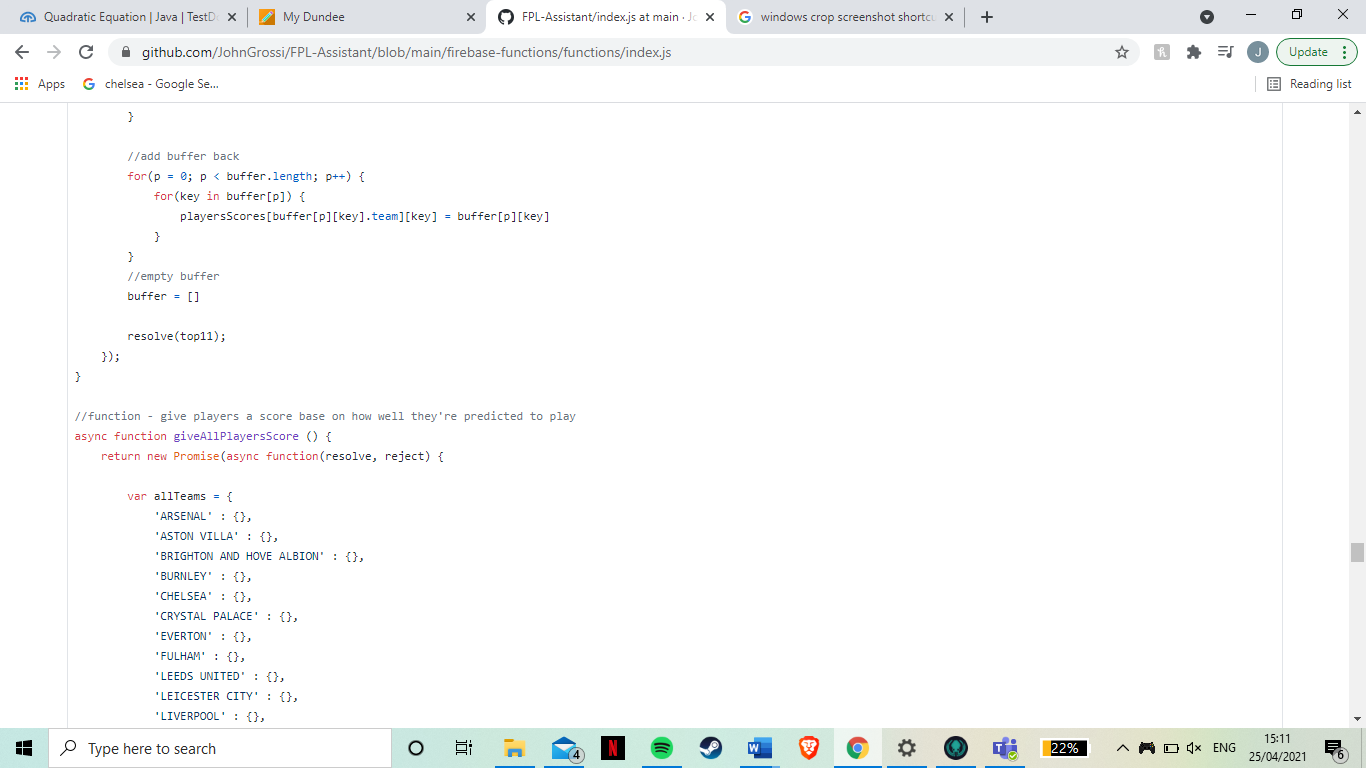 Quadratic Equation | Java | TestD
My Dundee
FPL-Assistant/index.js at main · Jo
windows crop screenshot shortcu
github.com/JohnGrossi/FPL-Assistant/blob/main/firebase-functions/functions/index.js
J
Update
Apps
chelsea - Google Se...
Reading list
}
//add buffer back
for(p = 0; p < buffer.length; p++) {
for(key in buffer[p]) {
playersScores[buffer[p][key].team][key] = buffer[p][key]
}
}
//empty buffer
buffer = []
resolve(top11);
});
}
//function - give players a score base on how well they're predicted to play
async function giveAllPlayersScore () {
return new Promise(async function(resolve, reject) {
var allTeams = {
'ARSENAL' : {},
'ASTON VILLA' : {},
'BRIGHTON AND HOVE ALBION' : {},
'BURNLEY' : {},
'CHELSEA' : {},
'CRYSTAL PALACE' : {},
'EVERTON' : {},
'FULHAM' : {},
'LEEDS UNITED' : {},
'LEICESTER CITY' : {},
'LIVERPOOL' : {},
Type here to search
4
N
W
22%
ENG
15:11
25/04/2021
6